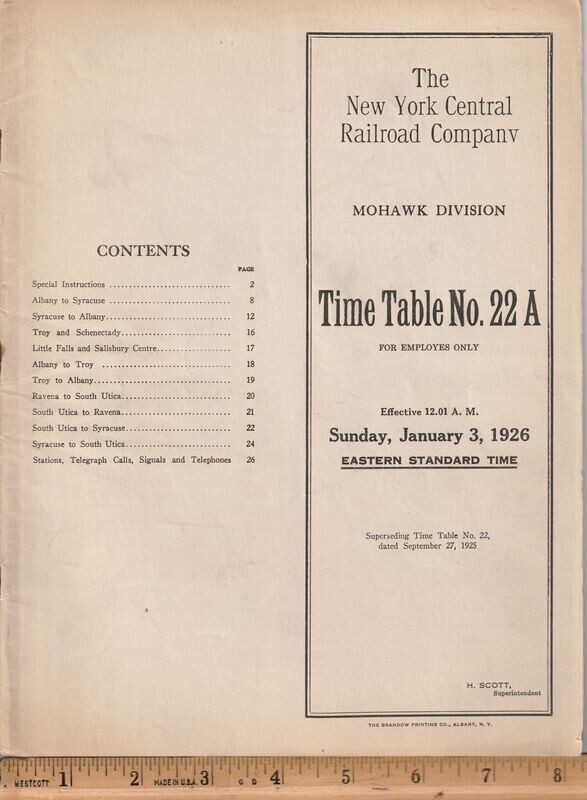 CONTENTS
PAGE
Special Instructions .............................. 2
Albany to Syracuse .............................. 8
Syracuse to Albany............................... 12
Troy and Schenectady........................... 16
Little Falls and Salisbury Centre.................. 17
Albany to Troy ................................ 18
Troy to Albany.................................. 19
Ravena to South Utica........................... 20
South Utica to Ravena........................... 21
South Utica to Syracuse.......................... 22
Syracuse to South Utica.......................... 24
Stations, Telegraph Calls, Signals and Telephones 26
The
New York Central
Railroad Company
MOHAWK DIVISION
Time Table No. 22 A
FOR EMPLOYES ONLY
Effective 12.01 A. M.
Sunday, January 3, 1926
EASTERN STANDARD TIME
Superseding Time Table No. 22,
dated September 27, 1925
H. SCOTT,
Superintendent
THE BRANDOW PRINTING CO., ALBANY, N. Y.
WESTCOTT 1 2 MADE IN U.S.A. 3 4 5 6 7 8